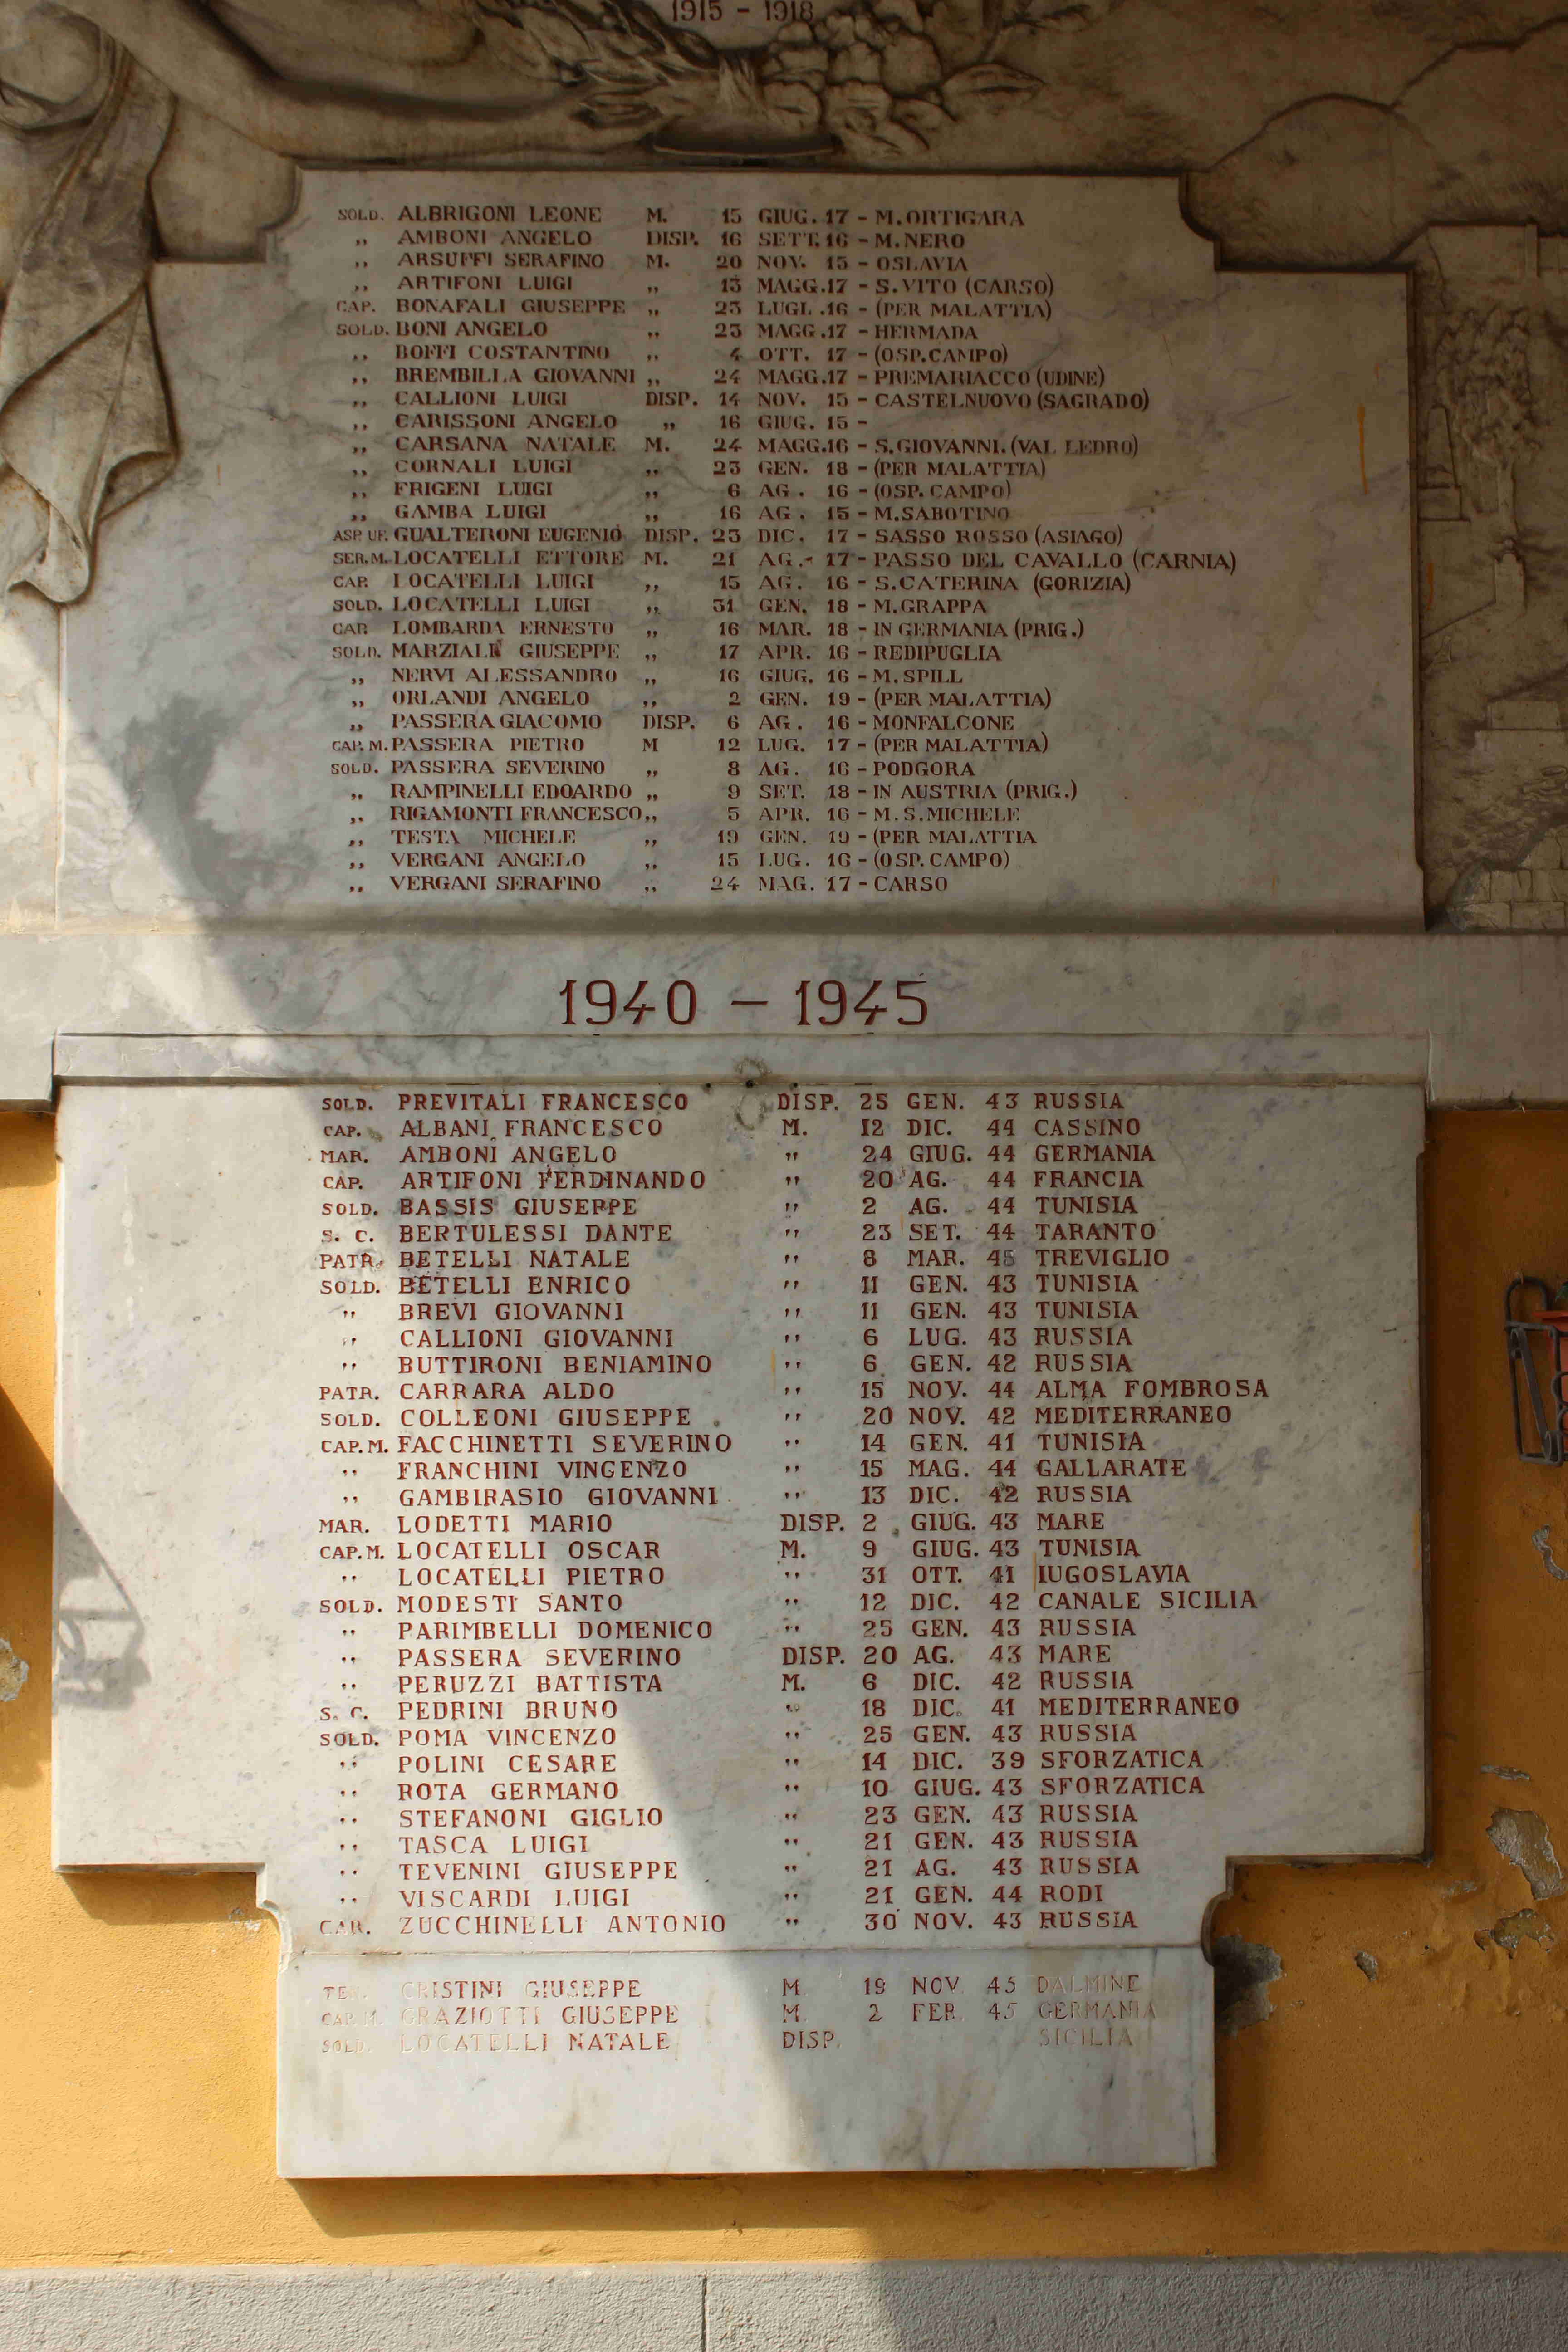 1915 - 1918
SOLD. ALBRIGONI LEONE M. 15 GIUG. 17 - M. ORTIGARA
,, AMBONI ANGELO DISP. 16 SETT. 16 - M. NERO
,, ARSUFFI SERAFINO M. 20 NOV. 15 - OSLAVIA
,, ARTIFONI LUIGI ,, 13 MAGG. 17 - S. VITO (CARSO)
CAP. BONAFALI GIUSEPPE ,, 23 LUGL. 16 - (PER MALATTIA)
SOLD. BONI ANGELO ,, 23 MAGG. 17 - HERMADA
,, BOFFI COSTANTINO ,, 4 OTT. 17 - (OSP. CAMPO)
,, BREMBILLA GIOVANNI ,, 24 MAGG. 17 - PREMARIACCO (UDINE)
,, CALLIONI LUIGI DISP. 14 NOV. 15 - CASTELNUOVO (SAGRADO)
,, CARISSONI ANGELO ,, 16 GIUG. 15 -
,, CARSANA NATALE M. 24 MAGG. 16 - S. GIOVANNI. (VAL LEDRO)
,, CORNALI LUIGI ,, 23 GEN. 18 - (PER MALATTIA)
,, FRIGENI LUIGI ,, 6 AG. 16 - (OSP. CAMPO)
,, GAMBA LUIGI ,, 16 AG. 15 - M. SABOTINO
ASP. UF. GUALTERONI EUGENIO DISP. 23 DIC. 17 - SASSO ROSSO (ASIAGO)
SER. M. LOCATELLI ETTORE M. 21 AG. - 17 - PASSO DEL CAVALLO (CARNIA)
CAP. LOCATELLI LUIGI ,, 15 AG. 16 - S. CATERINA (GORIZIA)
SOLD. LOCATELLI LUIGI ,, 31 GEN. 18 - M. GRAPPA
CAP. LOMBARDA ERNESTO ,, 16 MAR. 18 - IN GERMANIA (PRIG.)
SOLD. MARZIALI GIUSEPPE ,, 17 APR. 16 - REDIPUGLIA
,, NERVI ALESSANDRO ,, 16 GIUG. 16 - M. SPILL
,, ORLANDI ANGELO ,, 2 GEN. 19 - (PER MALATTIA)
,, PASSERA GIACOMO DISP. 6 AG. 16 - MONFALCONE
CAP. M. PASSERA PIETRO M 12 LUG. 17 - (PER MALATTIA)
SOLD. PASSERA SEVERINO ,, 8 AG. 16 - PODGORA
,, RAMPINELLI EDOARDO ,, 9 SET. 18 - IN AUSTRIA (PRIG.)
,, RIGAMONTI FRANCESCO ,, 5 APR. 16 - M. S. MICHELE
,, TESTA MICHELE ,, 19 GEN. 19 - (PER MALATTIA
,, VERGANI ANGELO ,, 15 LUG. 16 - (OSP. CAMPO)
,, VERGANI SERAFINO ,, 24 MAG. 17 - CARSO
1940 - 1945
SOLD. PREVITALI FRANCESCO DISP. 25 GEN. 43 RUSSIA
CAP. ALBANI FRANCESCO M. 12 DIC. 44 CASSINO
MAR. AMBONI ANGELO ,, 24 GIUG. 44 GERMANIA
CAP. ARTIFONI FERDINANDO ,, 20 AG. 44 FRANCIA
SOLD. BASSIS GIUSEPPE ,, 2 AG. 44 TUNISIA
S. C. BERTULESSI DANTE ,, 23 SET. 44 TARANTO
PATR. BETELLI NATALE ,, 8 MAR. 45 TREVIGLIO
SOLD. BETELLI ENRICO ,, 11 GEN. 43 TUNISIA
,, BREVI GIOVANNI ,, 11 GEN. 43 TUNISIA
,, CALLIONI GIOVANNI ,, 6 LUG. 43 RUSSIA
,, BUTTIRONI BENIAMINO ,, 6 GEN. 42 RUSSIA
PATR. CARRARA ALDO ,, 15 NOV. 44 ALMA FOMBROSA
SOLD. COLLEONI GIUSEPPE ,, 20 NOV. 42 MEDITERRANEO
CAP. M. FACCHINETTI SEVERINO ,, 14 GEN. 41 TUNISIA
,, FRANCHINI VINGENZO ,, 15 MAG. 44 GALLARATE
,, GAMBIRASIO GIOVANNI ,, 13 DIC. 42 RUSSIA
MAR. LODETTI MARIO DISP. 2 GIUG. 43 MARE
CAP. M. LOCATELLI OSCAR M. 9 GIUG. 43 TUNISIA
,, LOCATELLI PIETRO ,, 31 OTT. 41 IUGOSLAVIA
SOLD. MODESTI SANTO ,, 12 DIC. 42 CANALE SICILIA
,, PARIMBELLI DOMENICO ,, 25 GEN. 43 RUSSIA
,, PASSERA SEVERINO DISP. 20 AG. 43 MARE
,, PERUZZI BATTISTA M. 6 DIC. 42 RUSSIA
S. C. PEDRINI BRUNO ,, 18 DIC. 41 MEDITERRANEO
SOLD. POMA VINCENZO ,, 25 GEN. 43 RUSSIA
,, POLINI CESARE ,, 14 DIC. 39 SFORZATICA
,, ROTA GERMANO ,, 10 GIUG. 43 SFORZATICA
,, STEFANONI GIGLIO ,, 23 GEN. 43 RUSSIA
,, TASCA LUIGI ,, 21 GEN. 43 RUSSIA
,, TEVENINI GIUSEPPE ,, 21 AG. 43 RUSSIA
,, VISCARDI LUIGI ,, 21 GEN. 44 RODI
CAR. ZUCCHINELLI ANTONIO ,, 30 NOV. 43 RUSSIA
TEN. CRISTINI GIUSEPPE M. 19 NOV. 45 DALMINE
CAP. M. GRAZIOTTI GIUSEPPE M. 2 FEB. 45 GERMANIA
SOLD. LOCATELLI NATALE DISP. SICILIA